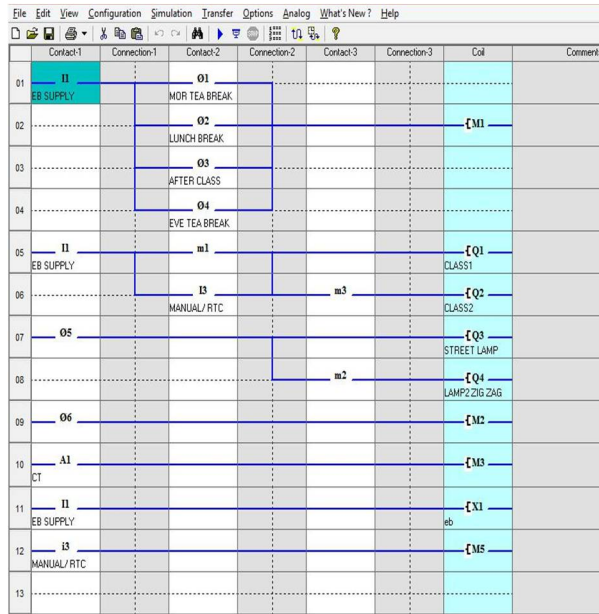 File Edit View Configuration Simulation Transfer Options Analog What's New ? Help
Contact-1 Connection-1 Contact-2 Connection-2 Contact-3 Connection-3 Coil Comment
01 I1 Ø1
EB SUPPLY MOR TEA BREAK
02 Ø2 [M1
LUNCH BREAK
03 Ø3
AFTER CLASS
04 Ø4
EVE TEA BREAK
05 I1 m1 [Q1
EB SUPPLY CLASS1
06 I3 m3 [Q2
MANUAL/ RTC CLASS2
07 Ø5 [Q3
STREET LAMP
08 m2 [Q4
LAMP2 ZIG ZAG
09 Ø6 [M2
10 A1 [M3
CT
11 I1 [X1
EB SUPPLY eb
12 i3 [M5
MANUAL/ RTC
13